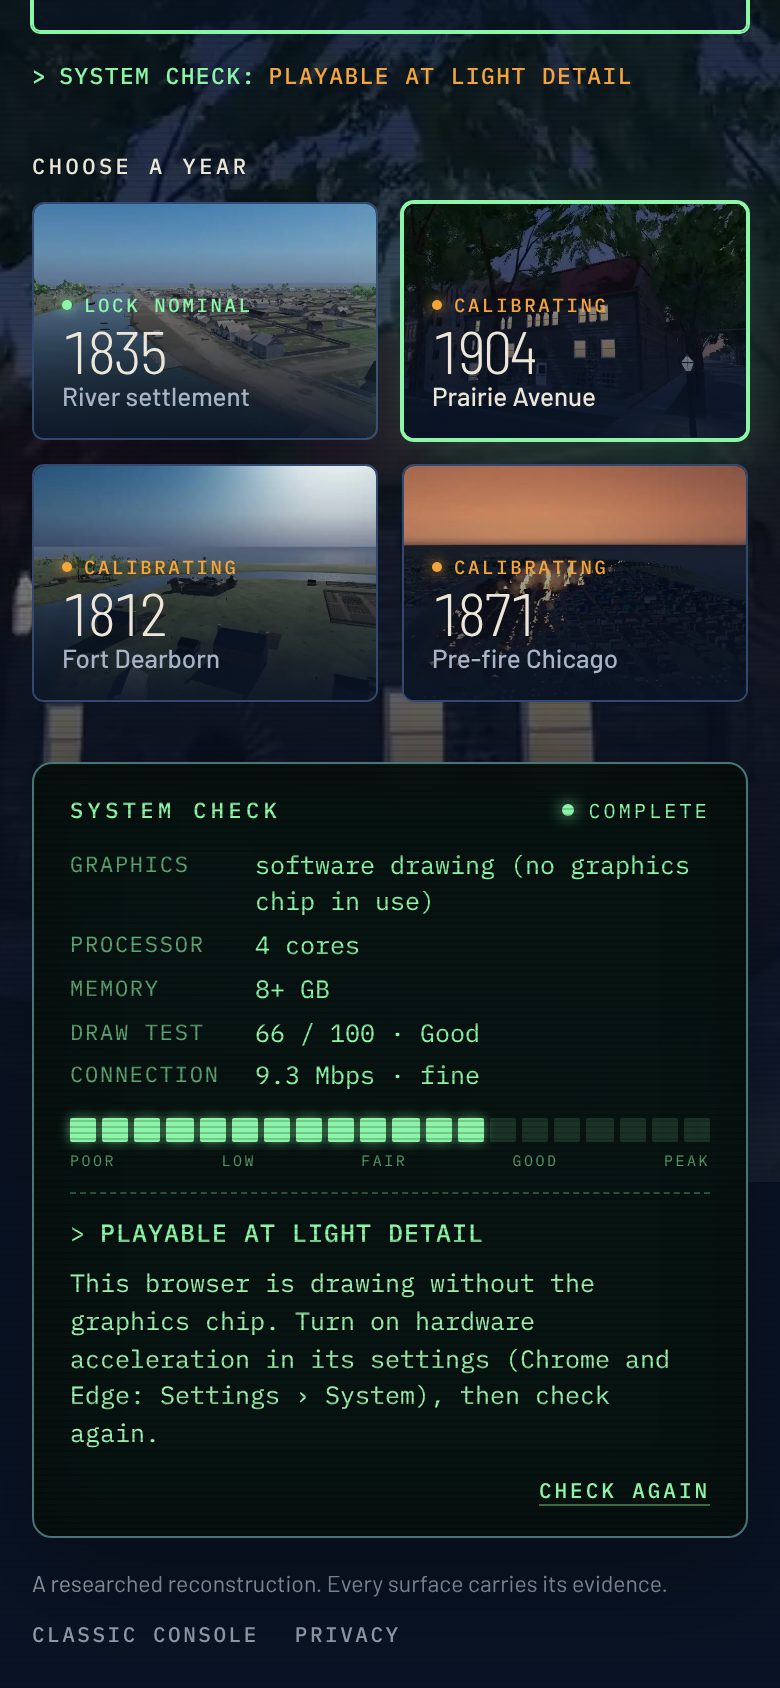 > SYSTEM CHECK: PLAYABLE AT LIGHT DETAIL
CHOOSE A YEAR
LOCK NOMINAL
1835
River settlement
CALIBRATING
1904
Prairie Avenue
CALIBRATING
1812
Fort Dearborn
CALIBRATING
1871
Pre-fire Chicago
SYSTEM CHECK
COMPLETE
GRAPHICS software drawing (no graphics
chip in use)
PROCESSOR 4 cores
MEMORY 8+ GB
DRAW TEST 66 / 100 · Good
CONNECTION 9.3 Mbps · fine
POOR LOW FAIR GOOD PEAK
> PLAYABLE AT LIGHT DETAIL
This browser is drawing without the
graphics chip. Turn on hardware
acceleration in its settings (Chrome and
Edge: Settings › System), then check
again.
CHECK AGAIN
A researched reconstruction. Every surface carries its evidence.
CLASSIC CONSOLE PRIVACY